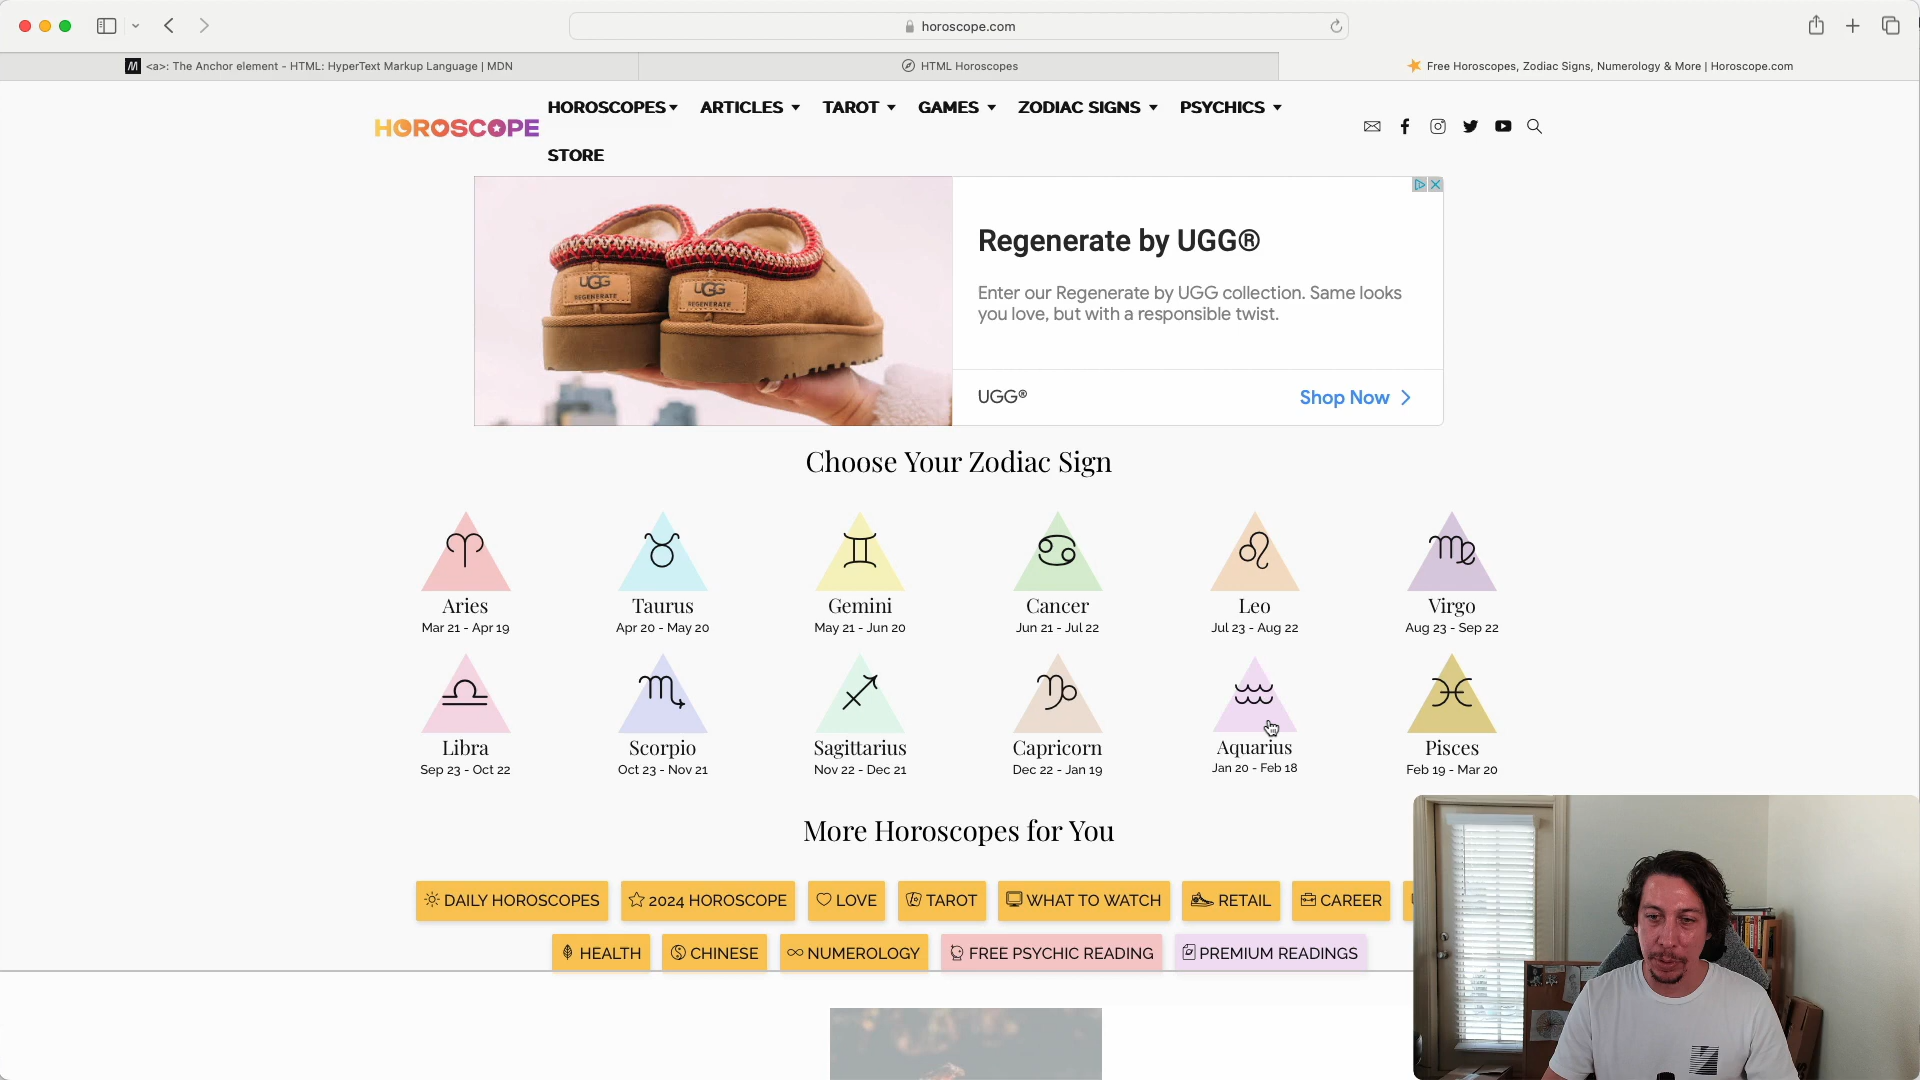 horoscope.com
<a>: The Anchor element - HTML: HyperText Markup Language | MDN
HTML Horoscopes
Free Horoscopes, Zodiac Signs, Numerology & More | Horoscope.com
HOROSCOPE
HOROSCOPES ARTICLES TAROT GAMES ZODIAC SIGNS PSYCHICS
STORE
UGG
REGENERATE
UGG
REGENERATE
Regenerate by UGG®
Enter our Regenerate by UGG collection. Same looks
you love, but with a responsible twist.
UGG®
Shop Now
Choose Your Zodiac Sign
Aries Taurus Gemini Cancer Leo Virgo
Mar 21 - Apr 19 Apr 20 - May 20 May 21 - Jun 20 Jun 21 - Jul 22 Jul 23 - Aug 22 Aug 23 - Sep 22
Libra Scorpio Sagittarius Capricorn Aquarius Pisces
Sep 23 - Oct 22 Oct 23 - Nov 21 Nov 22 - Dec 21 Dec 22 - Jan 19 Jan 20 - Feb 18 Feb 19 - Mar 20
More Horoscopes for You
DAILY HOROSCOPES 2024 HOROSCOPE LOVE TAROT WHAT TO WATCH RETAIL CAREER
HEALTH CHINESE NUMEROLOGY FREE PSYCHIC READING PREMIUM READINGS